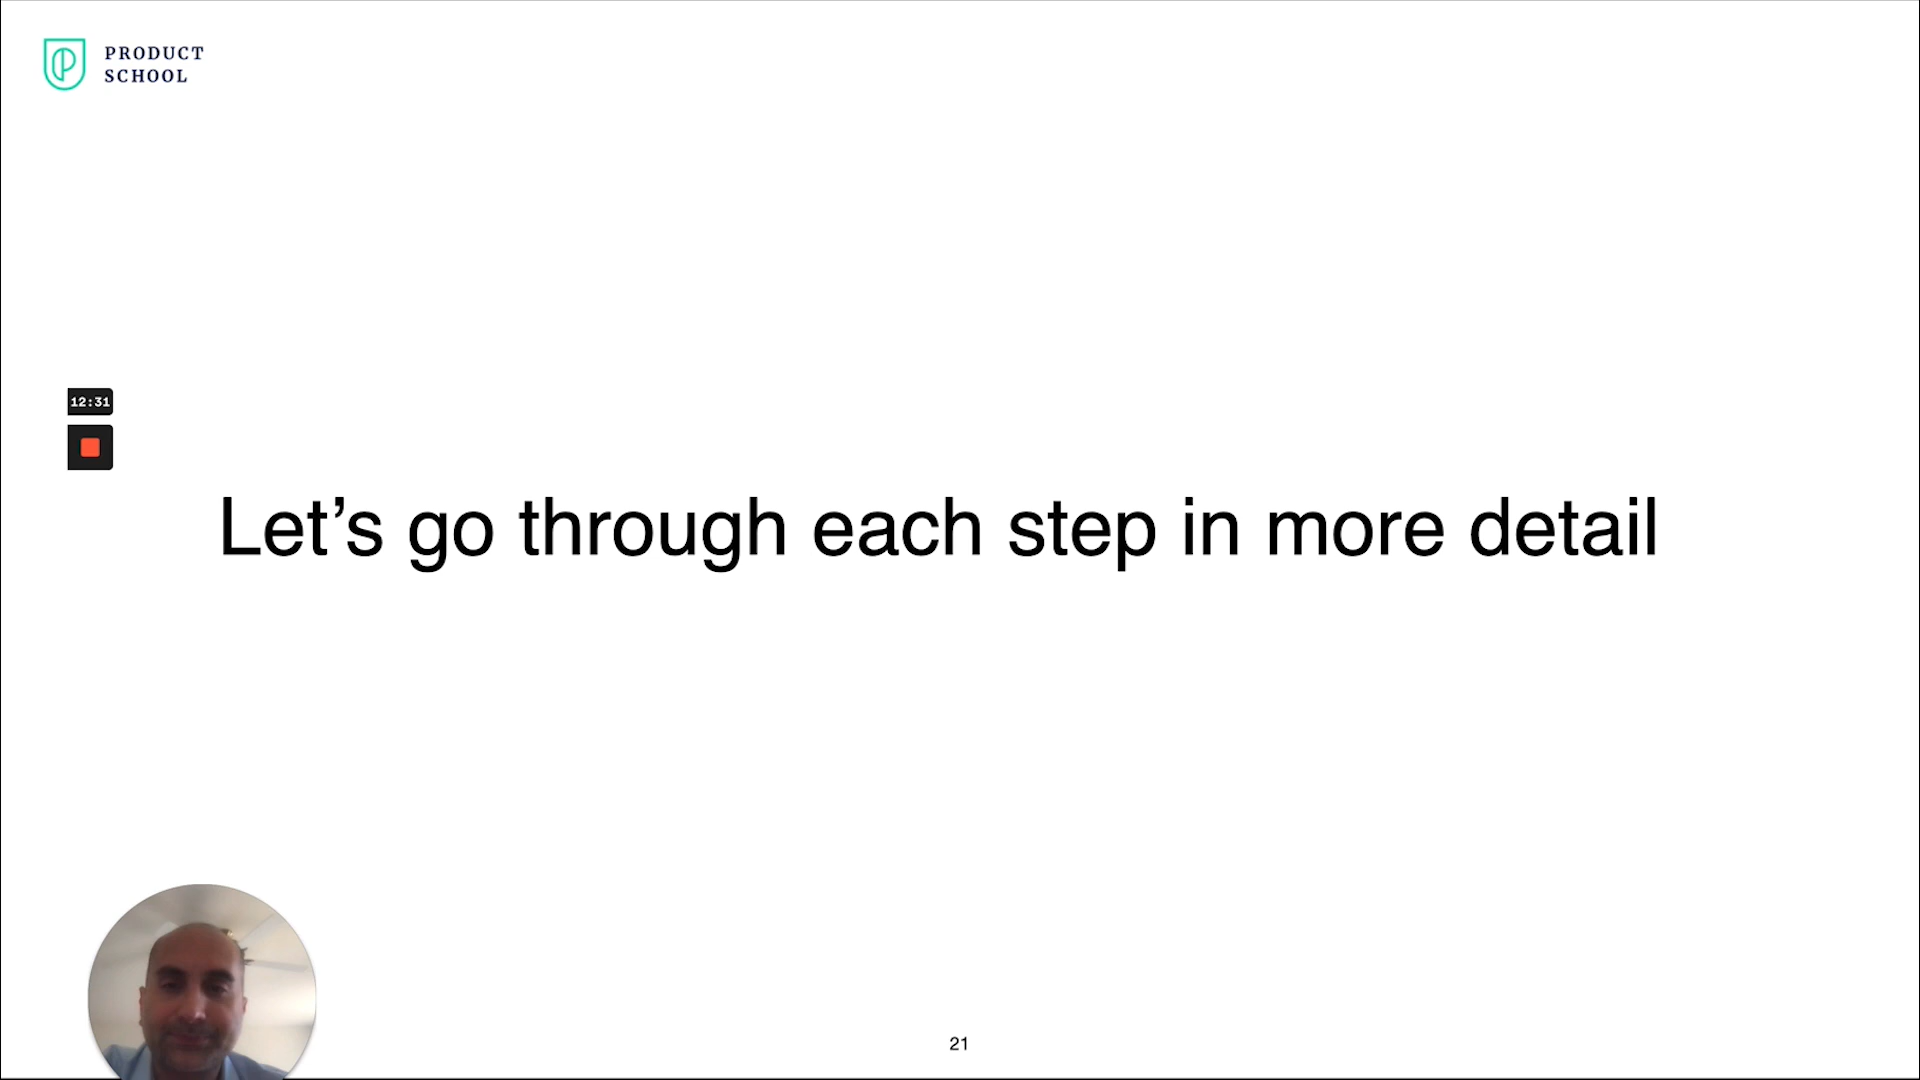 PRODUCT
SCHOOL
12:31
Let’s go through each step in more detail
21